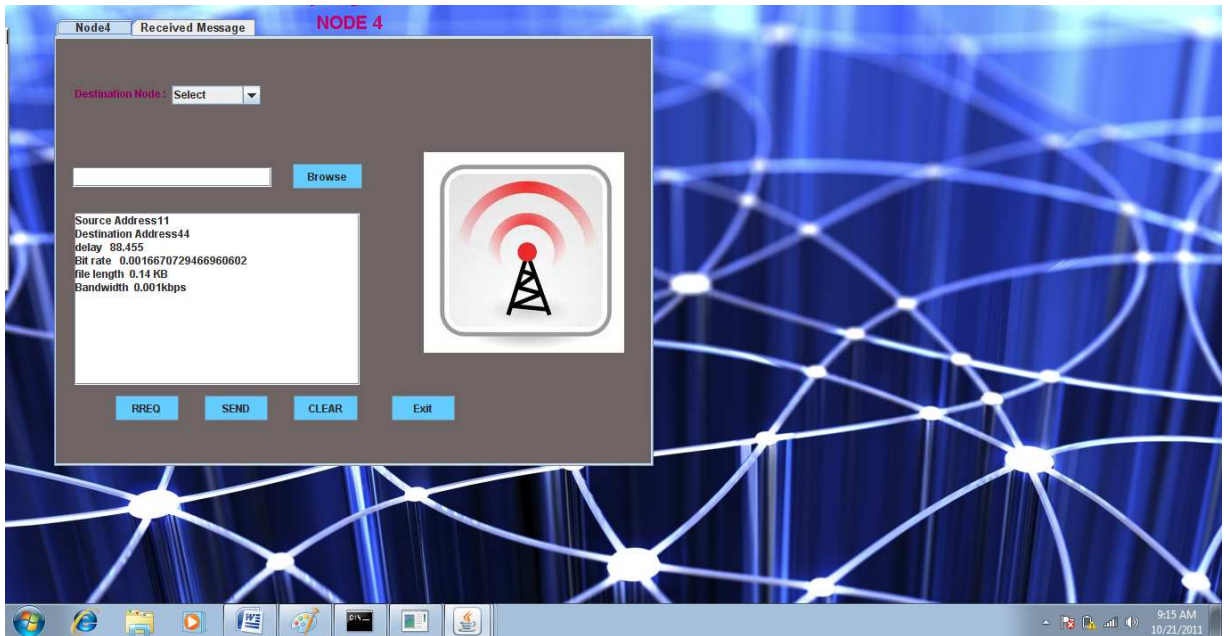 NODE 4
Node4 Received Message
Destination Node : Select
Browse
Source Address11
Destination Address44
delay 88.455
Bit rate 0.0016670729466960602
file length 0.14 KB
Bandwidth 0.001kbps
RREQ SEND CLEAR Exit
9:15 AM
10/21/2011